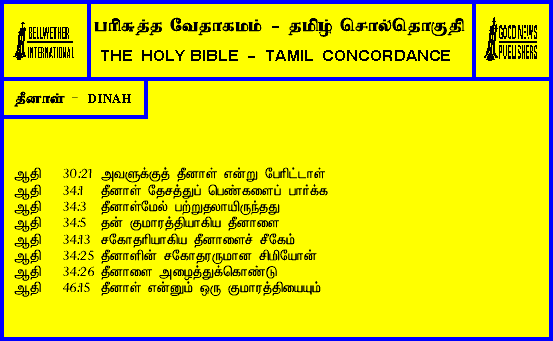 BELLWETHER
INTERNATIONAL
பரிசுத்த வேதாகமம் - தமிழ் சொல்தொகுதி
THE HOLY BIBLE - TAMIL CONCORDANCE
GOOD NEWS
PUBLISHERS
தீனாள் - DINAH
ஆதி 30:21 அவளுக்குத் தீனாள் என்று பேரிட்டாள்
ஆதி 34:1 தீனாள் தேசத்துப் பெண்களைப் பார்க்க
ஆதி 34:3 தீனாள்மேல் பற்றுதலாயிருந்தது
ஆதி 34:5 தன் குமாரத்தியாகிய தீனாளை
ஆதி 34:13 சகோதரியாகிய தீனாளைச் சீகேம்
ஆதி 34:25 தீனாளின் சகோதரருமான சிமியோன்
ஆதி 34:26 தீனாளை அழைத்துக்கொண்டு
ஆதி 46:15 தீனாள் என்னும் ஒரு குமாரத்தியையும்